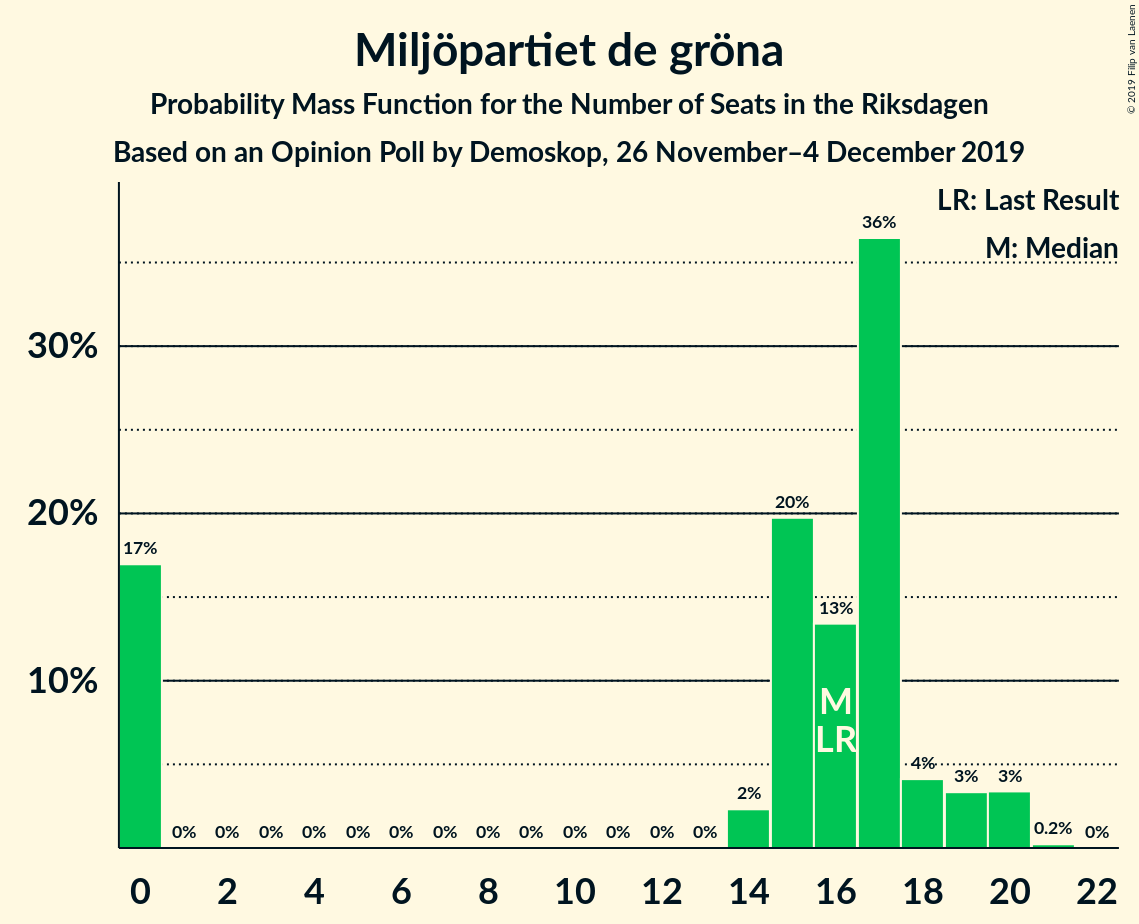 Miljöpartiet de gröna
Probability Mass Function for the Number of Seats in the Riksdagen
Based on an Opinion Poll by Demoskop, 26 November–4 December 2019
© 2019 Filip van Laenen
LR: Last Result
M: Median
30%
20%
10%
17%
0%
0%
0%
0%
0%
0%
0%
0%
0%
0%
0%
0%
0%
2%
20%
13%
36%
4%
3%
3%
0.2%
0%
M
LR
0 2 4 6 8 10 12 14 16 18 20 22